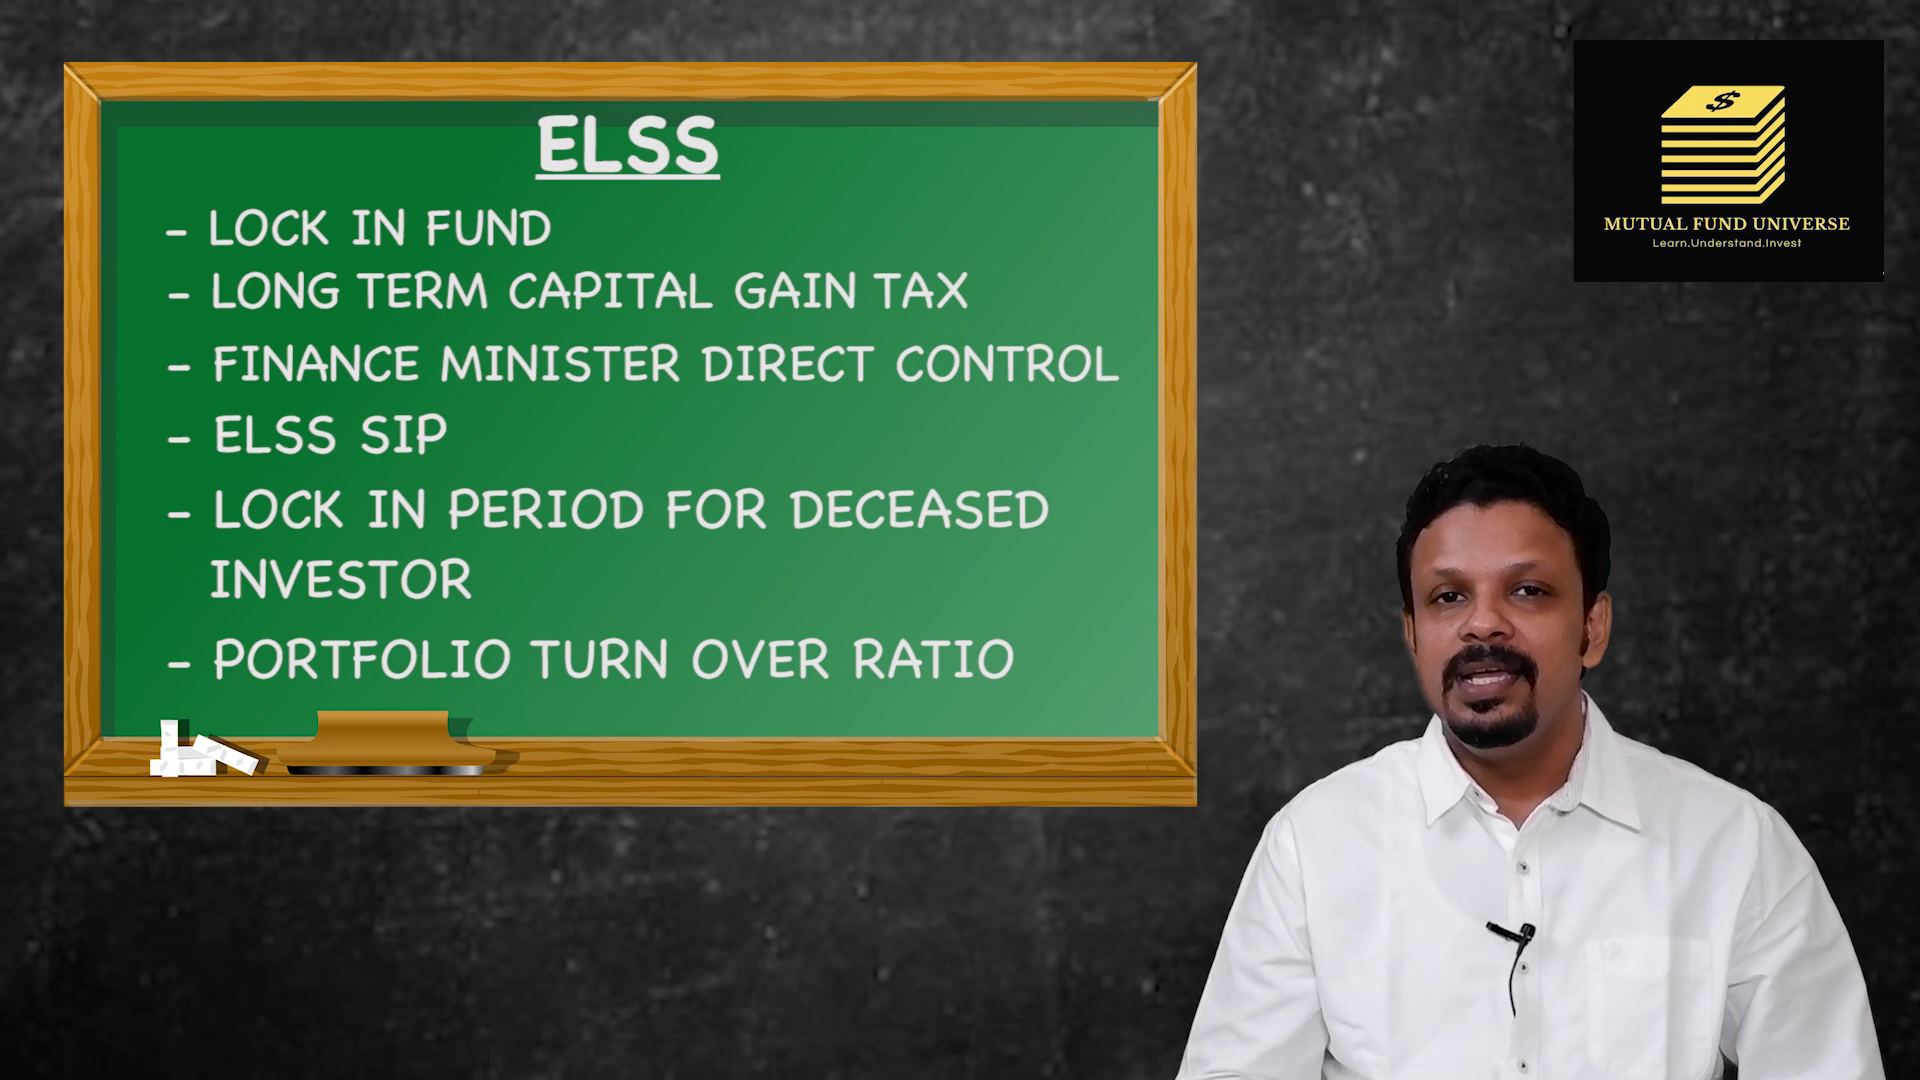 ELSS
- LOCK IN FUND
- LONG TERM CAPITAL GAIN TAX
- FINANCE MINISTER DIRECT CONTROL
- ELSS SIP
- LOCK IN PERIOD FOR DECEASED
INVESTOR
- PORTFOLIO TURN OVER RATIO
$
MUTUAL FUND UNIVERSE
Learn.Understand.Invest